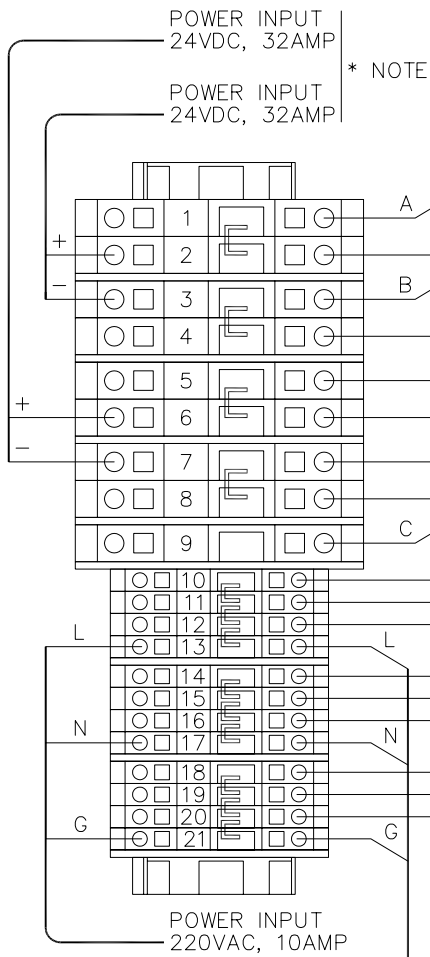 POWER INPUT
24VDC, 32AMP
* NOTE
POWER INPUT
24VDC, 32AMP
1 A
+ 2
- 3 B
4
5
+ 6
- 7
8
9 C
10
11
12
L 13 L
14
15
16
N 17 N
18
19
20
G 21 G
POWER INPUT
220VAC, 10AMP